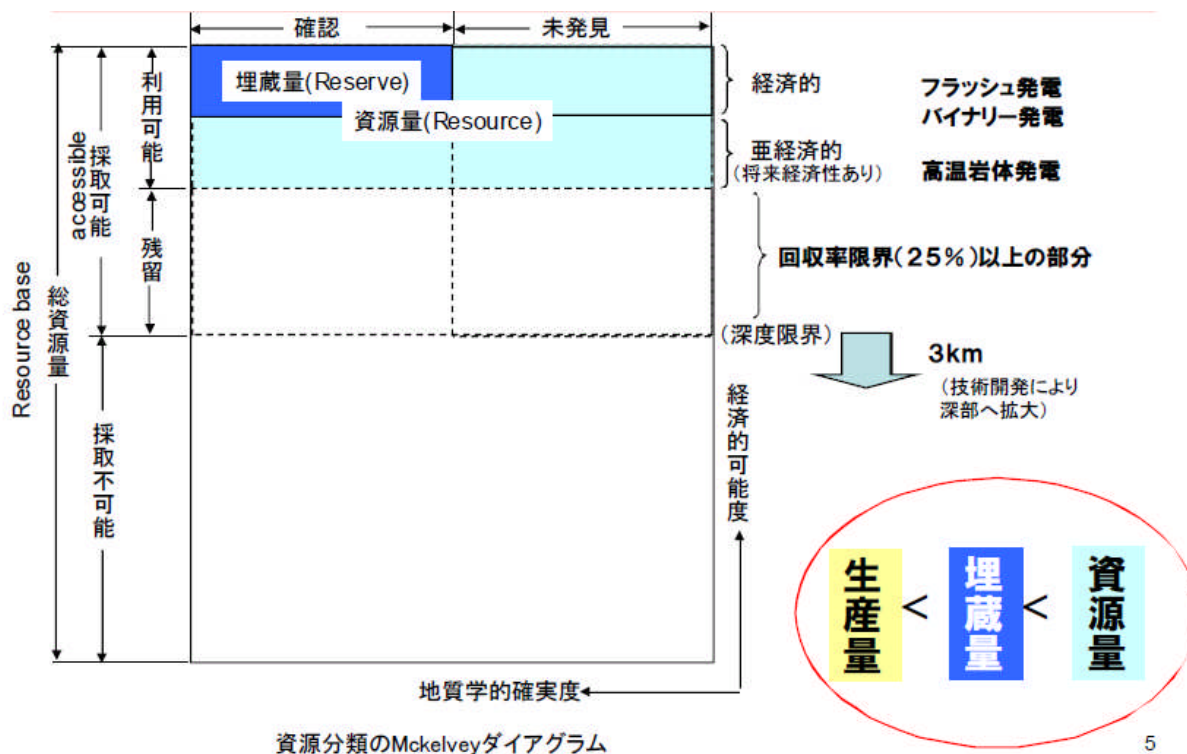 確認
未発見
埋蔵量(Reserve)
資源量(Resource)
Resource base
総資源量
accessible
採取可能
利用可能
残留
採取不可能
経済的
亜経済的
(将来経済性あり)
フラッシュ発電
バイナリー発電
高温岩体発電
回収率限界(25%)以上の部分
(深度限界)
3km
(技術開発により
深部へ拡大)
経済的可能度
地質学的確実度
生産量
<
埋蔵量
<
資源量
資源分類のMckelveyダイアグラム
5